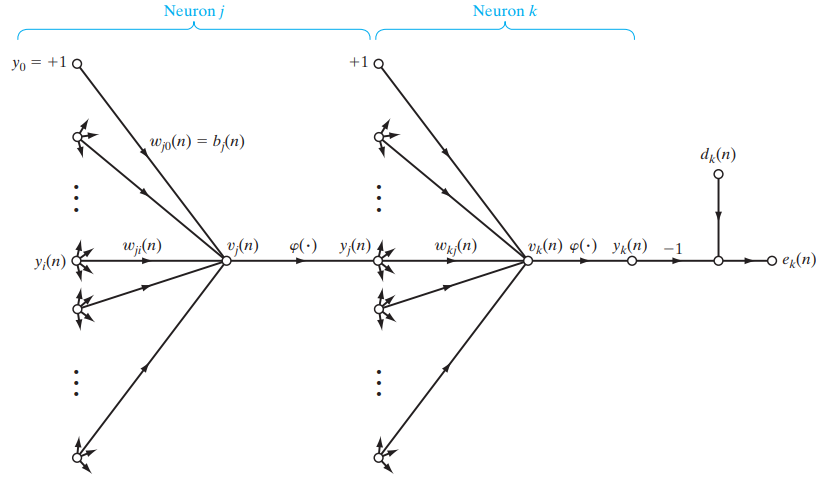 Neuron j
Neuron k
y₀ = +1
+1
wⱼ₀(n) = bⱼ(n)
dₖ(n)
yᵢ(n)
wⱼᵢ(n)
vⱼ(n)
φ(·)
yⱼ(n)
wₖⱼ(n)
vₖ(n)
φ(·)
yₖ(n)
−1
eₖ(n)